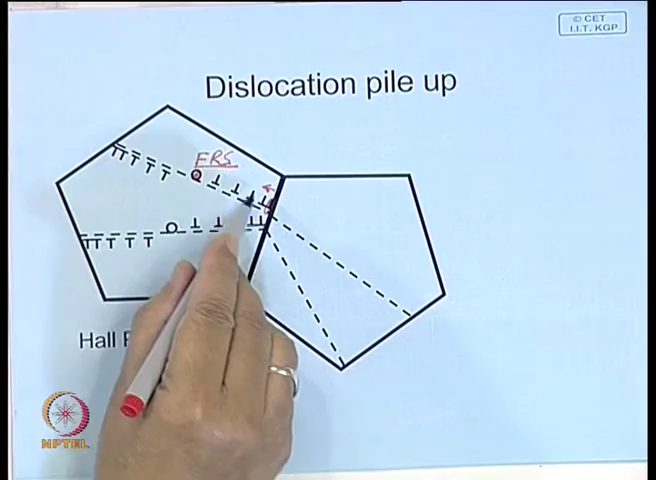 © CET
I.I.T. KGP
Dislocation pile up
FRS
Hall
NPTEL